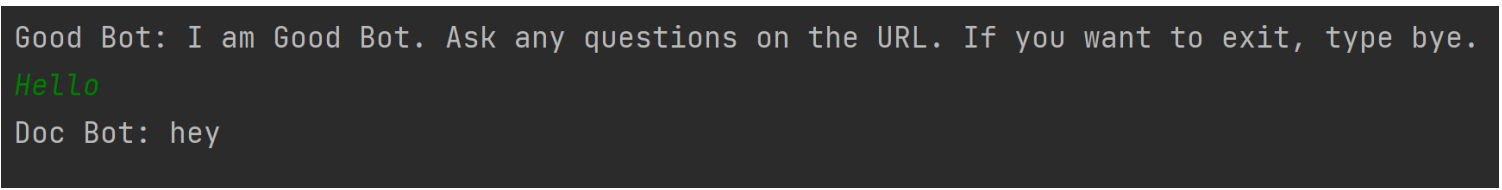 Good Bot: I am Good Bot. Ask any questions on the URL. If you want to exit, type bye.
Hello
Doc Bot: hey